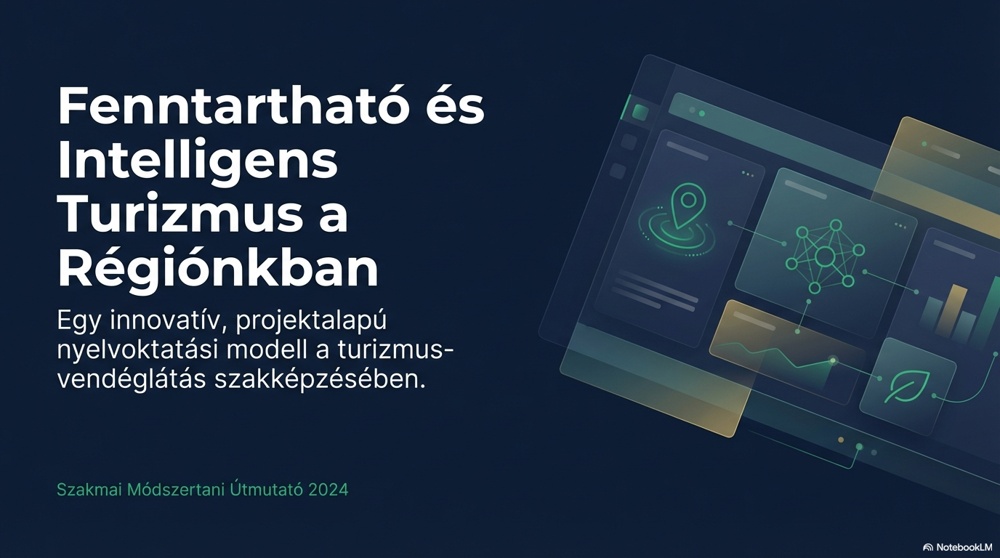 Fenntartható és
Intelligens
Turizmus a
Régiónkban
Egy innovatív, projektalapú
nyelvoktatási modell a turizmus-
vendéglátás szakképzésében.
Szakmai Módszertani Útmutató 2024
NotebookLM